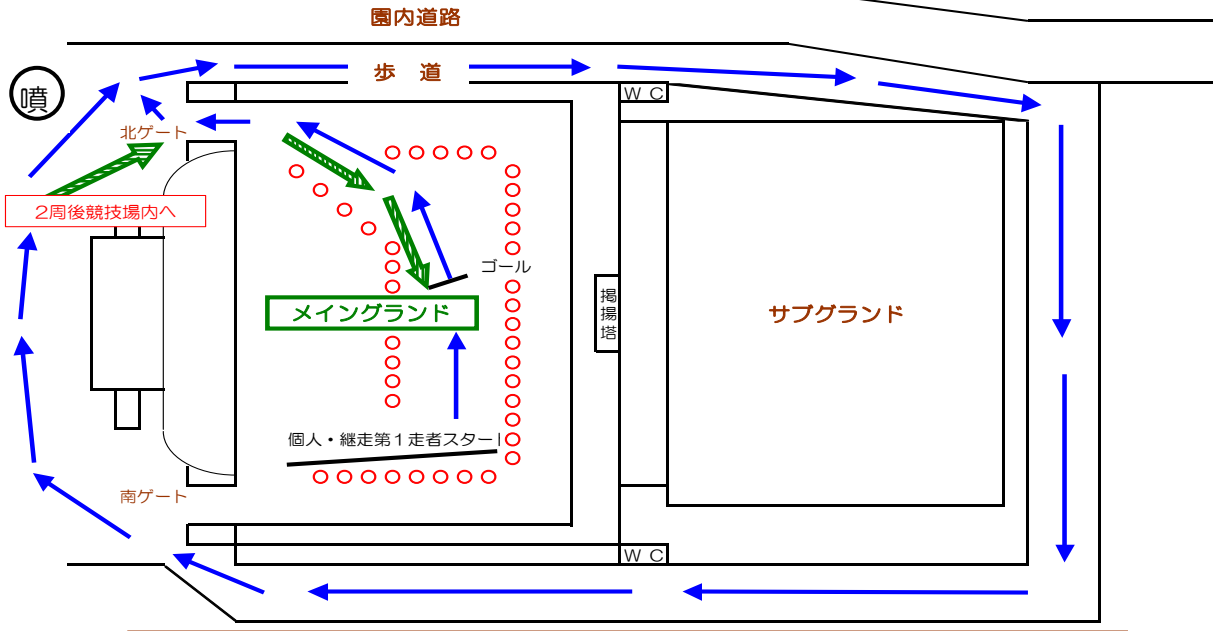 園内道路
歩 道
噴
ＷＣ
北ゲート
2周後競技場内へ
ゴール
掲揚塔
メイングランド
サブグランド
個人・継走第１走者スタート
南ゲート
ＷＣ